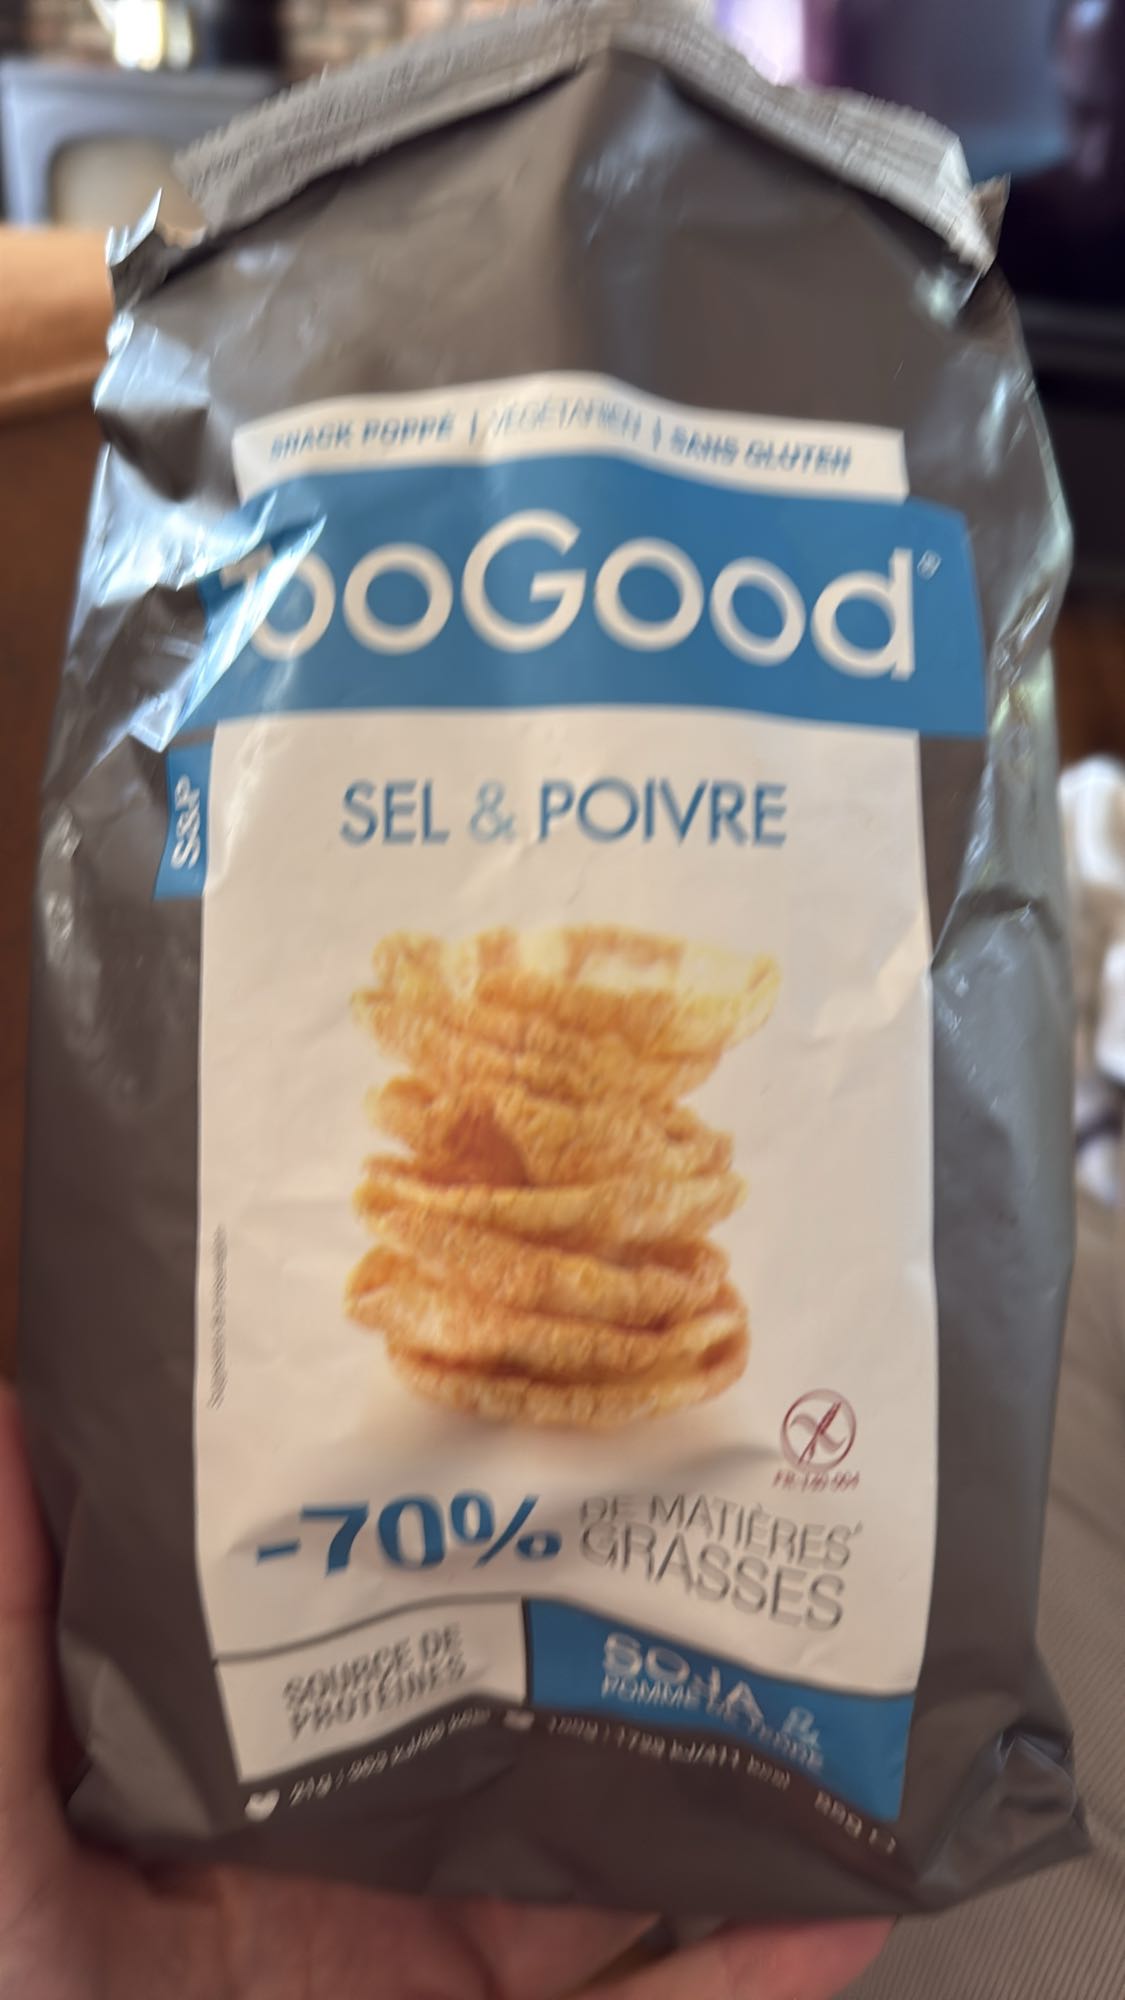 SNACK POPPÉ | VÉGÉTARIEN | SANS GLUTEN
TooGood®
S&P
SEL & POIVRE
-70% DE MATIÈRES
GRASSES
SOURCE DE
PROTÉINES
SOJA &
POMME DE TERRE
85g ℮